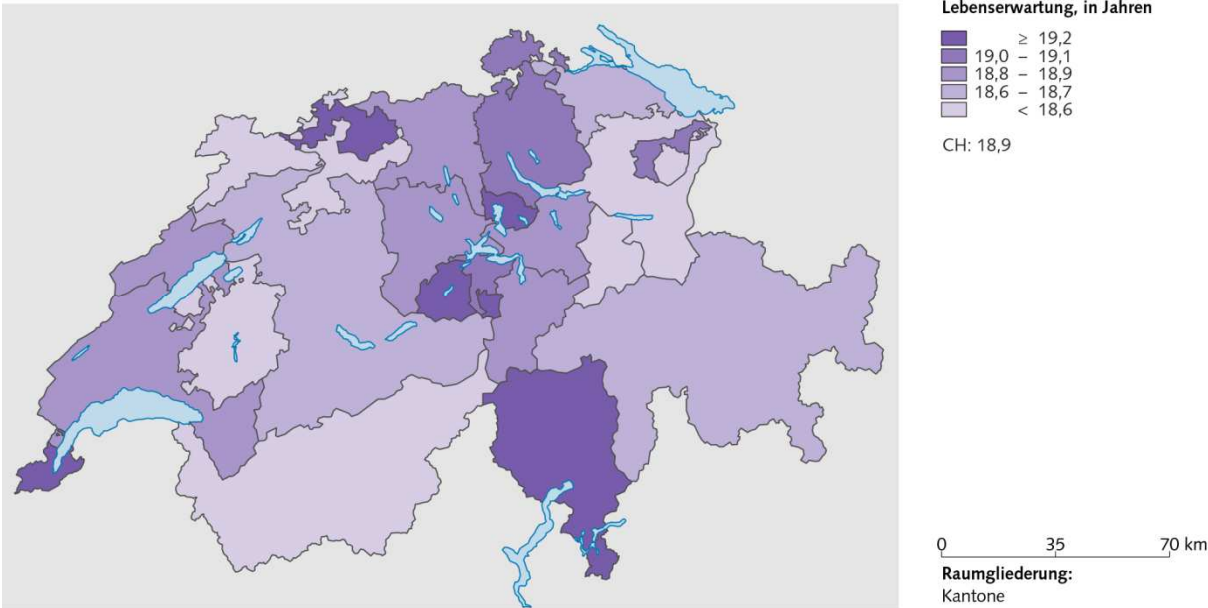 Lebenserwartung, in Jahren
≥ 19,2
19,0 – 19,1
18,8 – 18,9
18,6 – 18,7
< 18,6
CH: 18,9
0 35 70 km
Raumgliederung:
Kantone